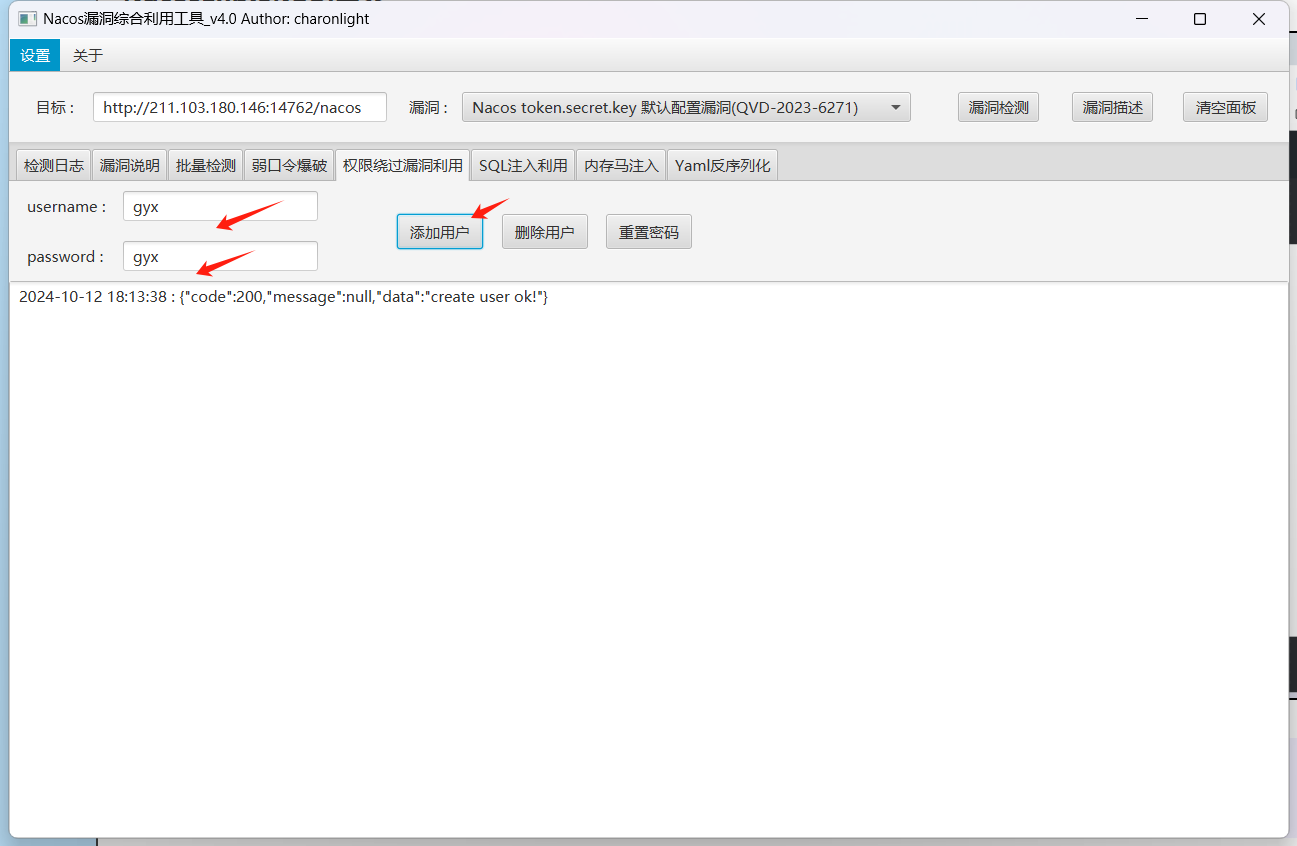 Nacos漏洞综合利用工具_v4.0 Author: charonlight
设置 关于
目标： http://211.103.180.146:14762/nacos 漏洞： Nacos token.secret.key 默认配置漏洞(QVD-2023-6271) 漏洞检测 漏洞描述 清空面板
检测日志 漏洞说明 批量检测 弱口令爆破 权限绕过漏洞利用 SQL注入利用 内存马注入 Yaml反序列化
username： gyx
添加用户 删除用户 重置密码
password： gyx
2024-10-12 18:13:38 : {"code":200,"message":null,"data":"create user ok!"}